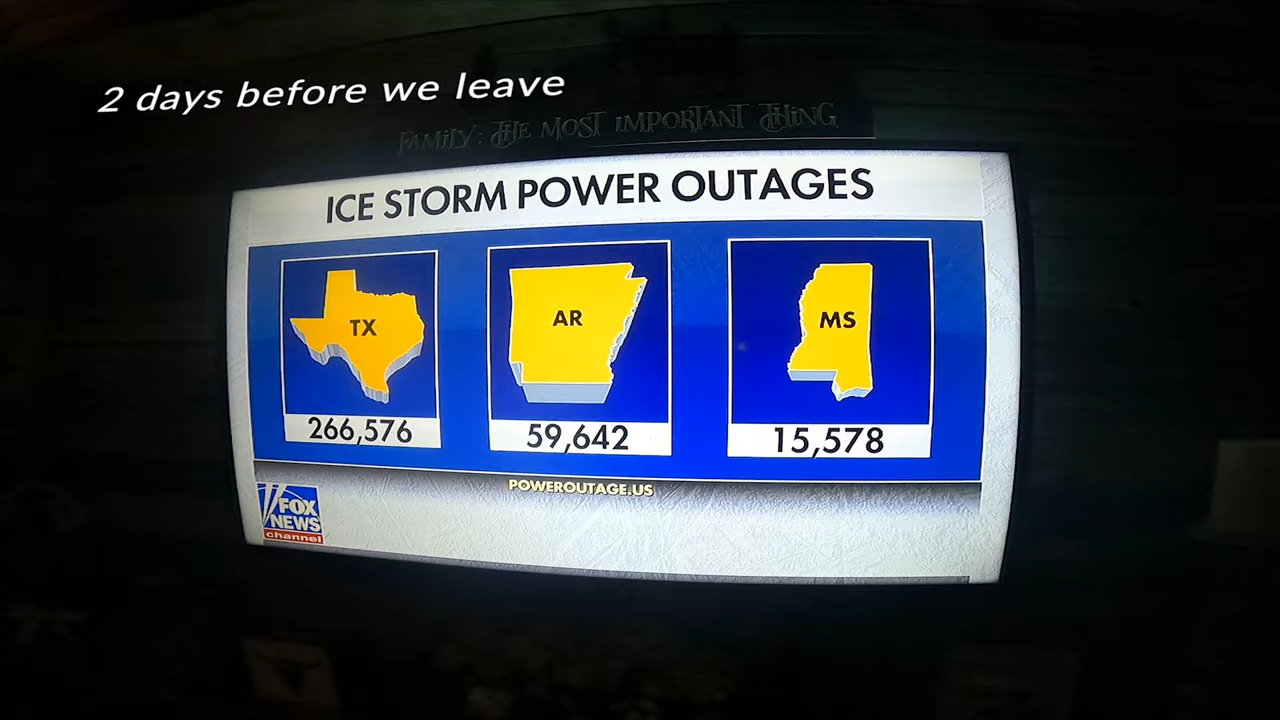 2 days before we leave
FAMILY: THE MOST IMPORTANT THING
ICE STORM POWER OUTAGES
TX
AR
MS
266,576
59,642
15,578
POWEROUTAGE.US
FOX
NEWS
channel